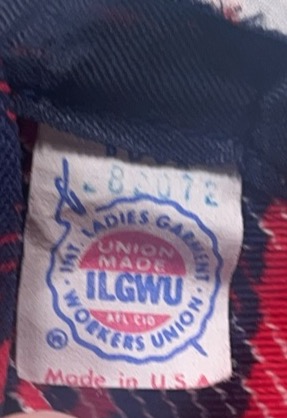 INT. LADIES GARMENT
UNION
MADE
ILGWU
AFL-CIO
WORKERS UNION
®
Made in U.S.A